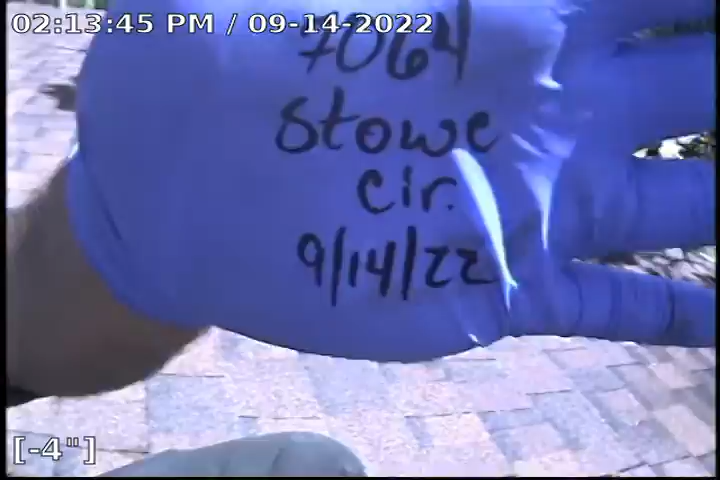 02:13:45 PM / 09-14-2022
7064
Stowe
Cir.
9/14/22
[-4"]